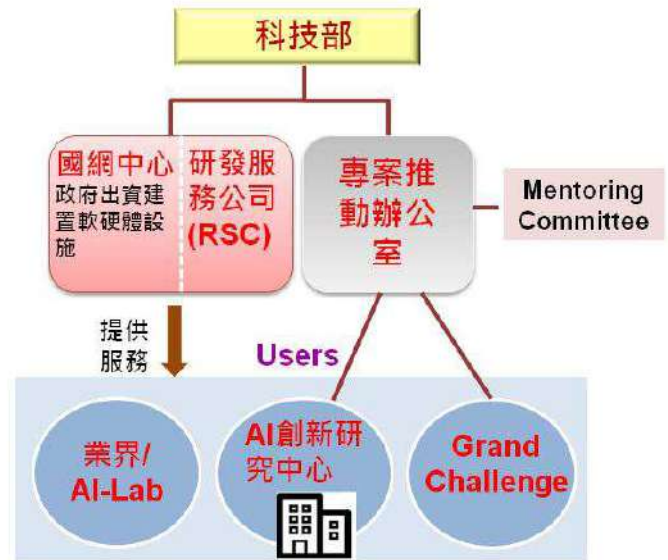 科技部
國網中心
政府出資建
置軟硬體設
施
研發服
務公司
(RSC)
專案推
動辦公
室
Mentoring
Committee
提供
服務
Users
業界/
AI-Lab
AI創新研
究中心
Grand
Challenge